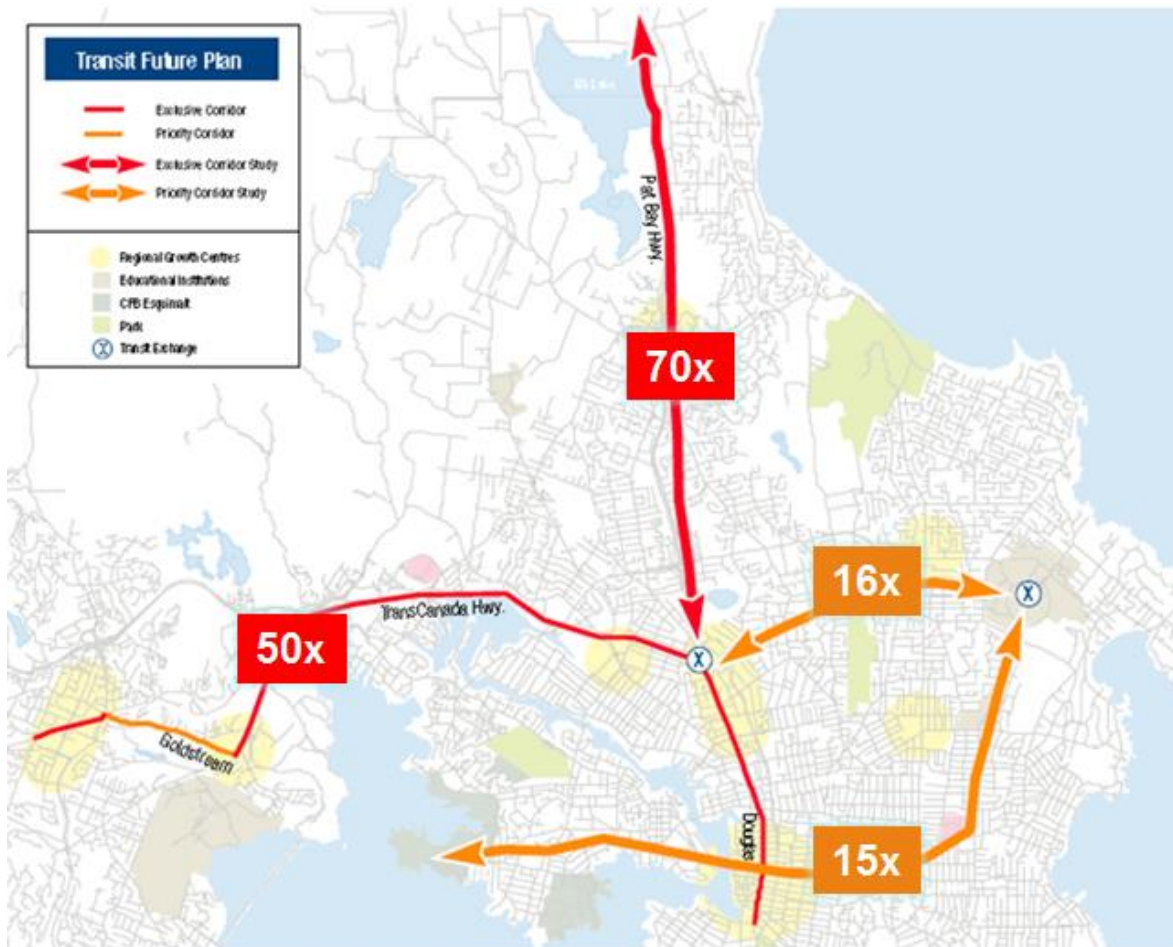 Transit Future Plan
Exclusive Corridor
Priority Corridor
Exclusive Corridor Study
Priority Corridor Study
Regional Growth Centres
Educational Institutions
CFB Esquimalt
Park
X Transit Exchange
Pat Bay Hwy.
70x
16x
X
TransCanada Hwy.
50x
X
Goldstream
Douglas
15x